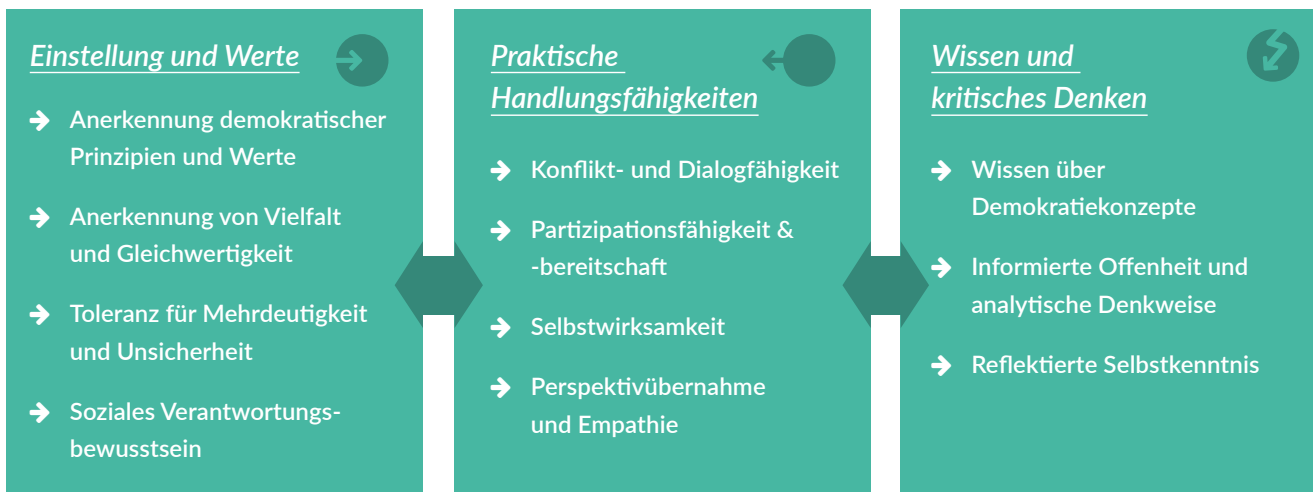 Einstellung und Werte
Anerkennung demokratischer
Prinzipien und Werte
Anerkennung von Vielfalt
und Gleichwertigkeit
Toleranz für Mehrdeutigkeit
und Unsicherheit
Soziales Verantwortungs-
bewusstsein
Praktische
Handlungsfähigkeiten
Konflikt- und Dialogfähigkeit
Partizipationsfähigkeit &
-bereitschaft
Selbstwirksamkeit
Perspektivübernahme
und Empathie
Wissen und
kritisches Denken
Wissen über
Demokratiekonzepte
Informierte Offenheit und
analytische Denkweise
Reflektierte Selbstkenntnis